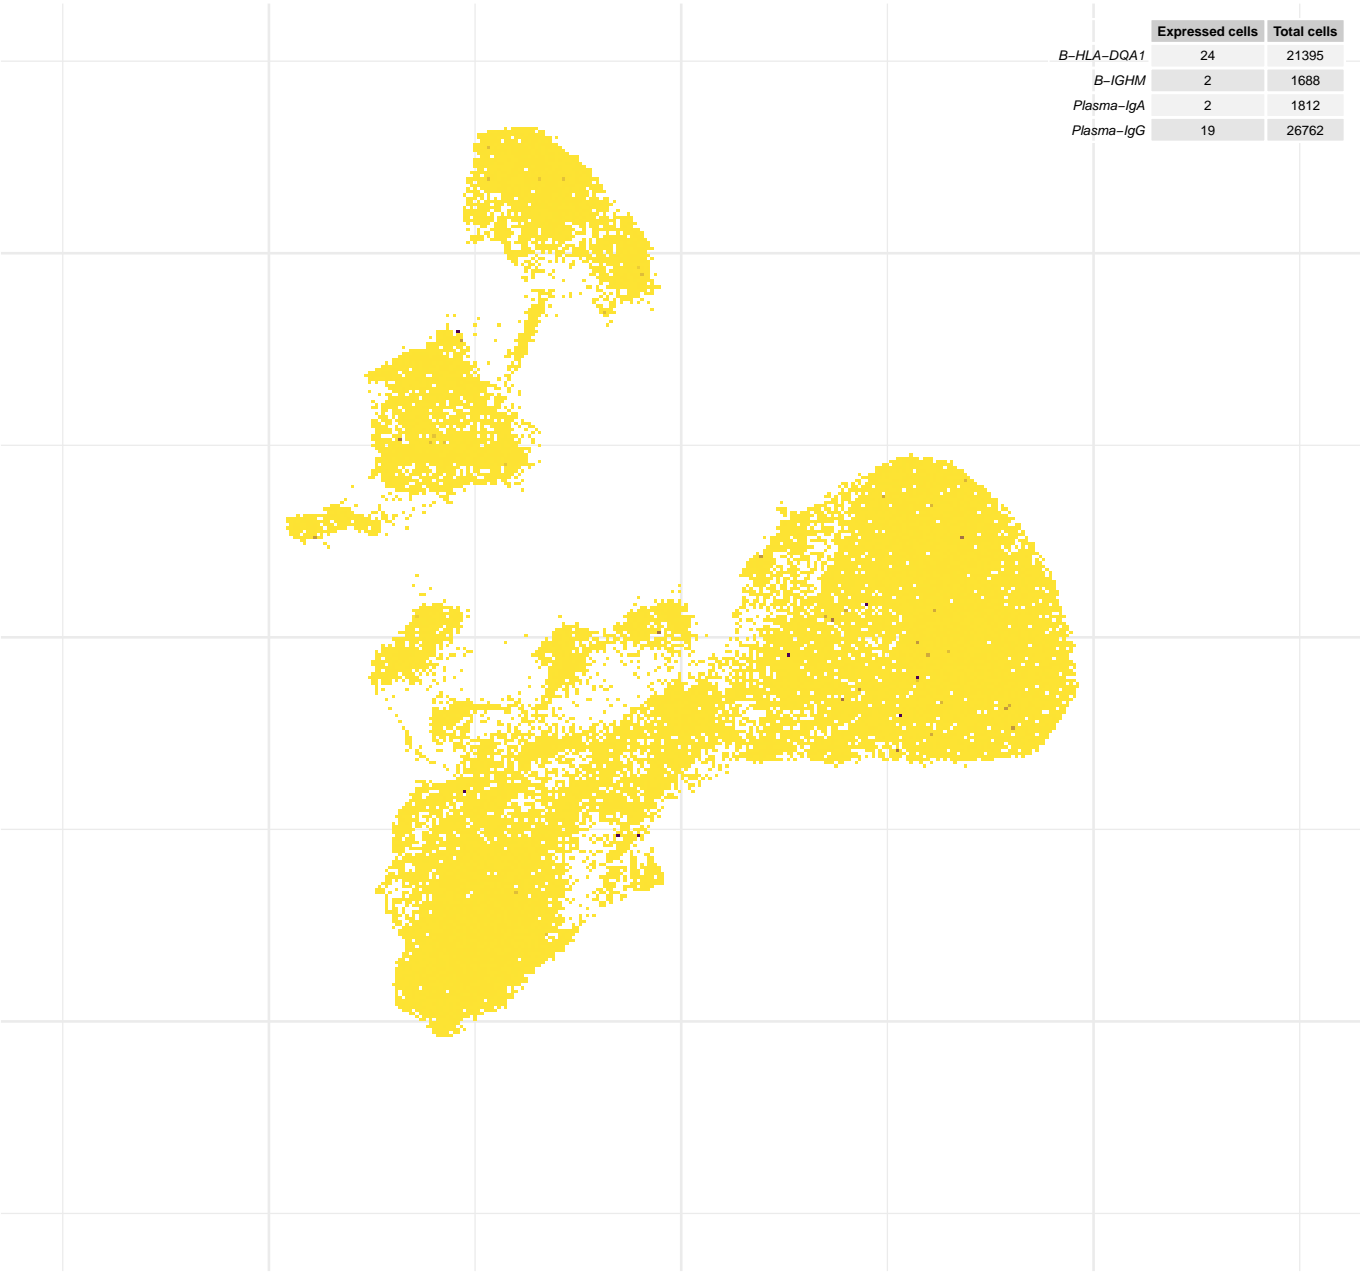 Expressed cells Total cells
B−HLA−DQA1 24 21395
B−IGHM 2 1688
Plasma−IgA 2 1812
Plasma−IgG 19 26762